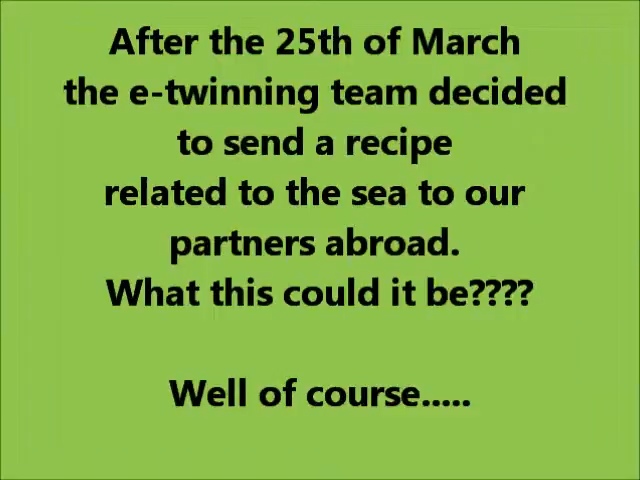 After the 25th of March
the e-twinning team decided
to send a recipe
related to the sea to our
partners abroad.
What this could it be????
Well of course.....